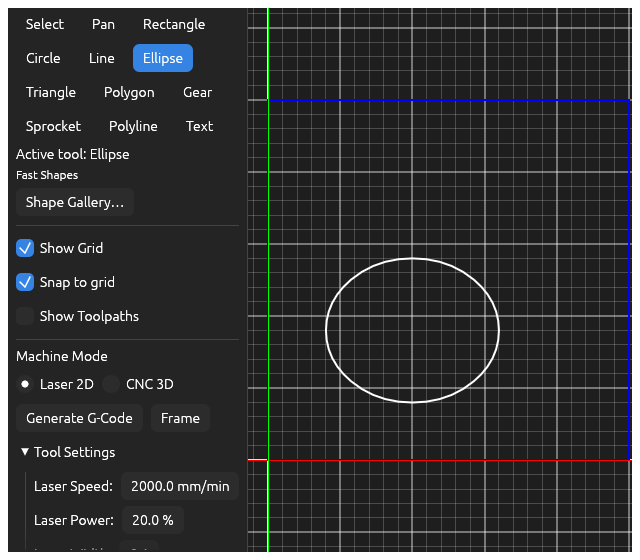 Select Pan Rectangle
Circle Line Ellipse
Triangle Polygon Gear
Sprocket Polyline Text
Active tool: Ellipse
Fast Shapes
Shape Gallery...
Show Grid
Snap to grid
Show Toolpaths
Machine Mode
Laser 2D CNC 3D
Generate G-Code Frame
Tool Settings
Laser Speed: 2000.0 mm/min
Laser Power: 20.0 %